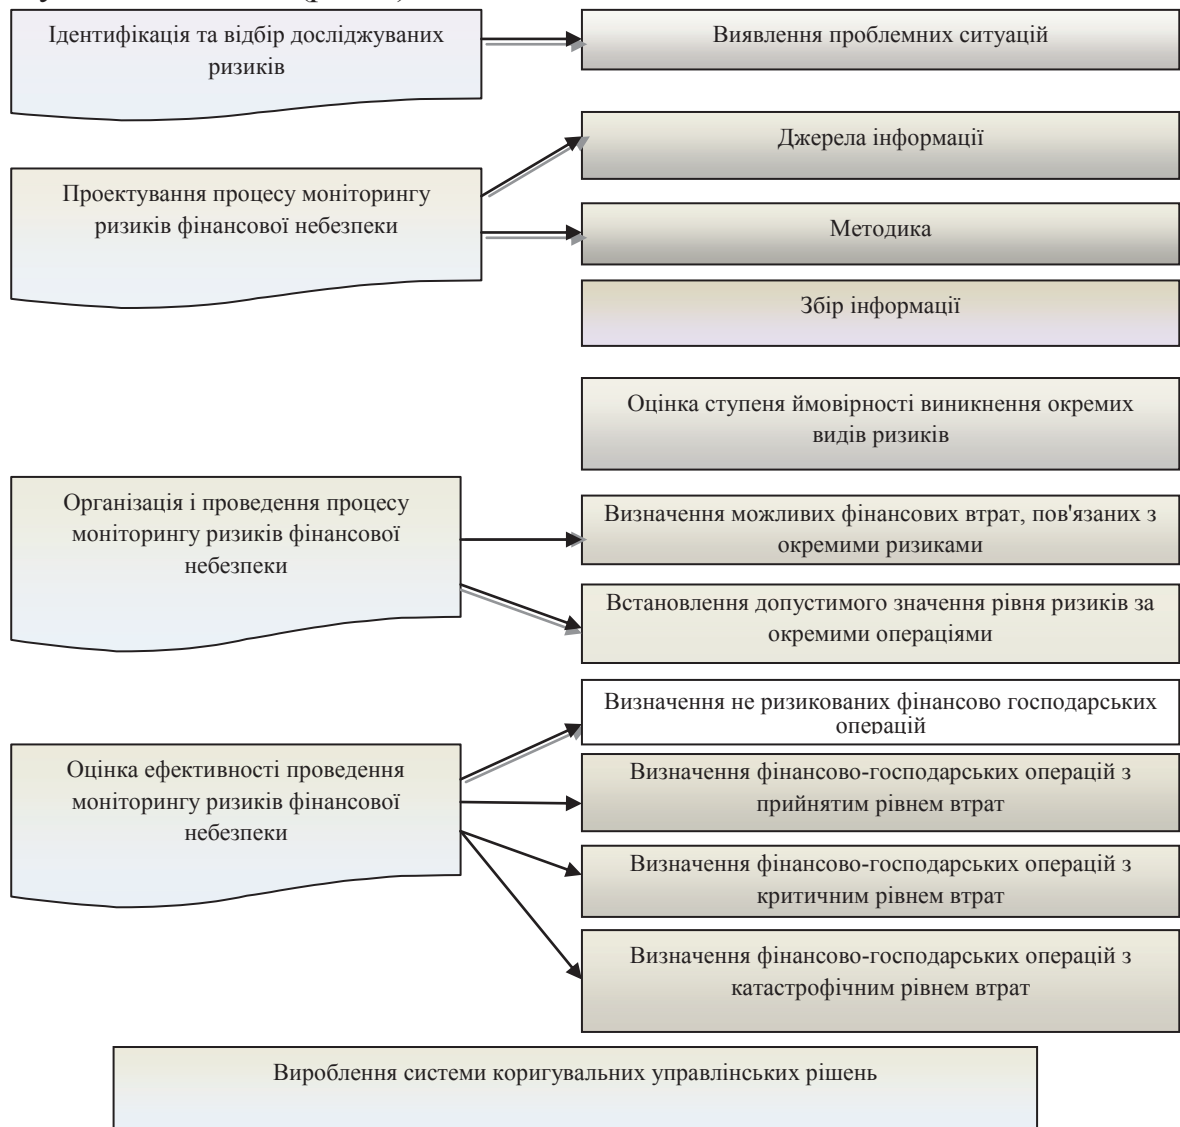 Ідентифікація та відбір досліджуваних
ризиків
Виявлення проблемних ситуацій
Джерела інформації
Проектування процесу моніторингу
ризиків фінансової небезпеки
Методика
Збір інформації
Оцінка ступеня ймовірності виникнення окремих
видів ризиків
Організація і проведення процесу
моніторингу ризиків фінансової
небезпеки
Визначення можливих фінансових втрат, пов'язаних з
окремими ризиками
Встановлення допустимого значення рівня ризиків за
окремими операціями
Визначення не ризикованих фінансово господарських
операцій
Оцінка ефективності проведення
моніторингу ризиків фінансової
небезпеки
Визначення фінансово-господарських операцій з
прийнятим рівнем втрат
Визначення фінансово-господарських операцій з
критичним рівнем втрат
Визначення фінансово-господарських операцій з
катастрофічним рівнем втрат
Вироблення системи коригувальних управлінських рішень